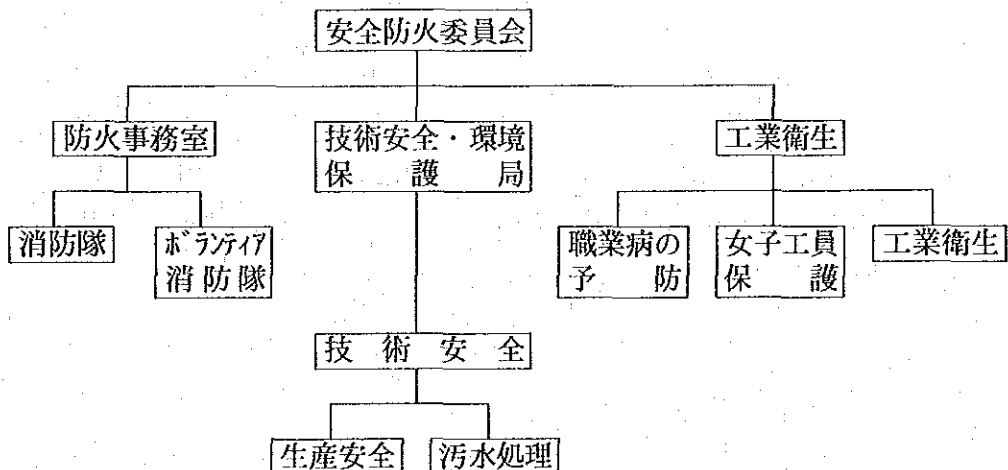 安全防火委員会
防火事務室
技術安全・環境
保護局
工業衛生
消防隊
ボランティア
消防隊
職業病の
予防
女子工員
保護
工業衛生
技術安全
生産安全
汚水処理